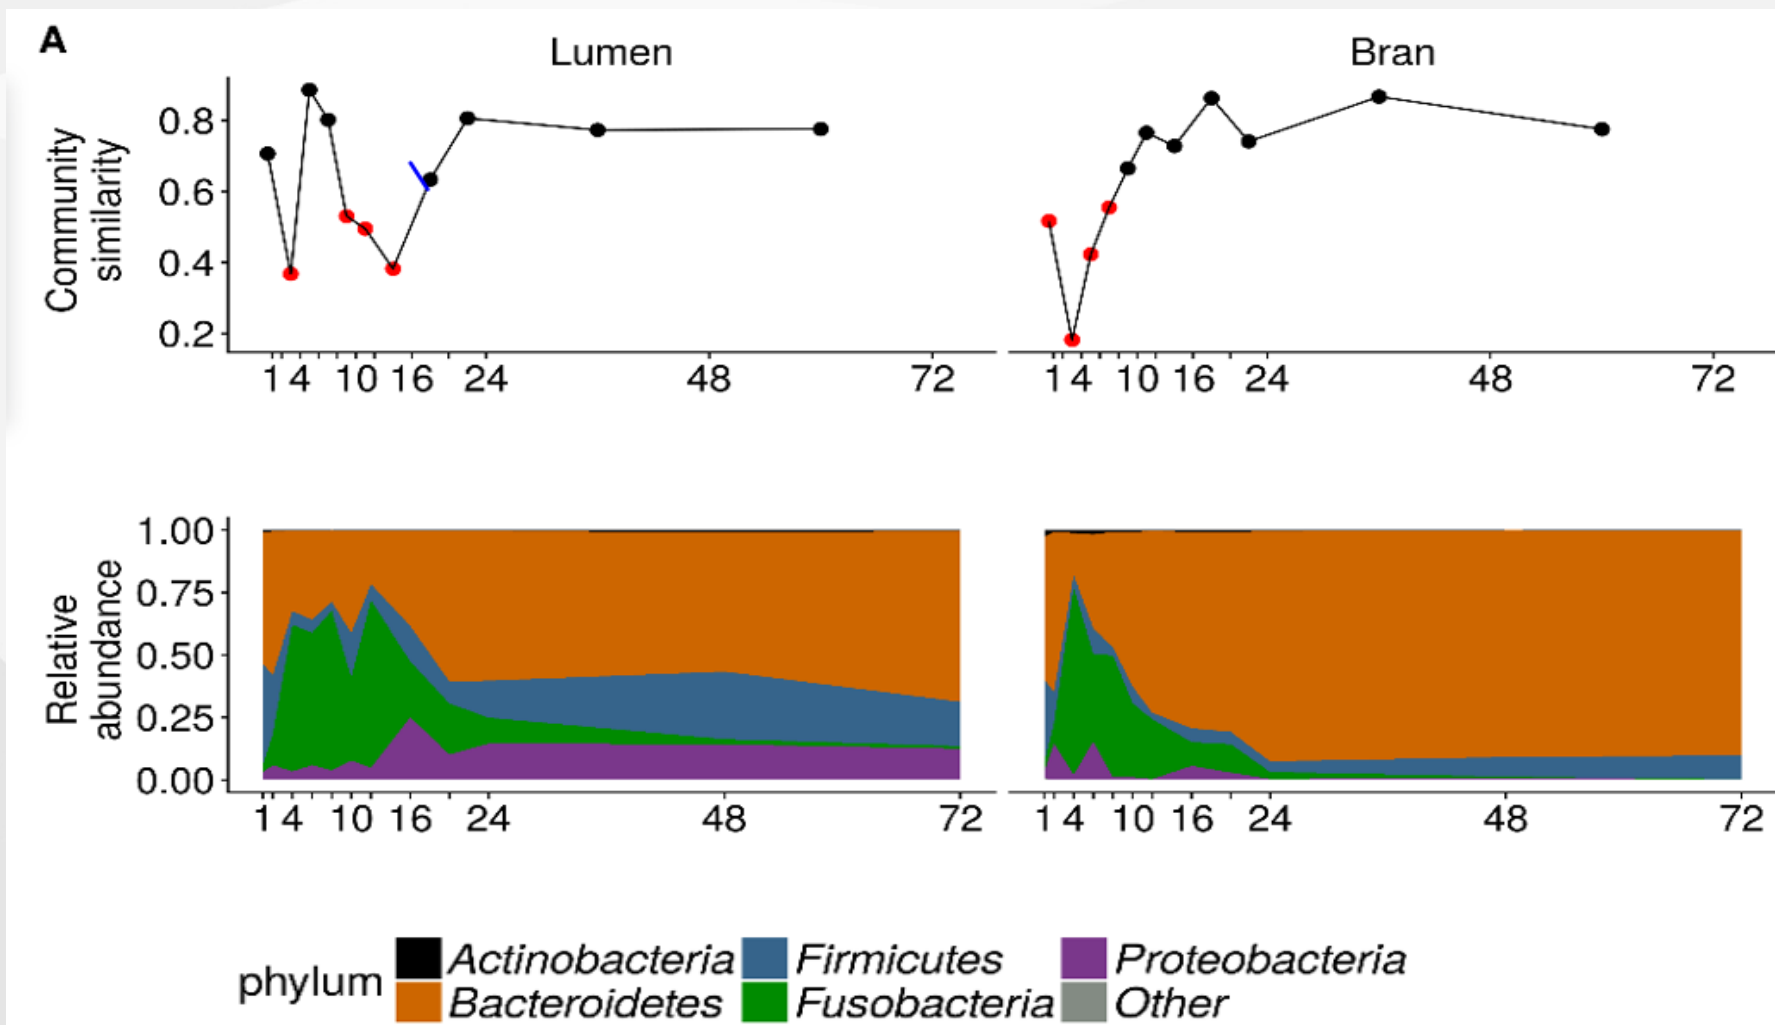 A
Lumen
Bran
Community
similarity
0.8
0.6
0.4
0.2
1 4 10 16 24 48 72
1 4 10 16 24 48 72
Relative
abundance
1.00
0.75
0.50
0.25
0.00
1 4 10 16 24 48 72
1 4 10 16 24 48 72
phylum
Actinobacteria Firmicutes Proteobacteria
Bacteroidetes Fusobacteria Other